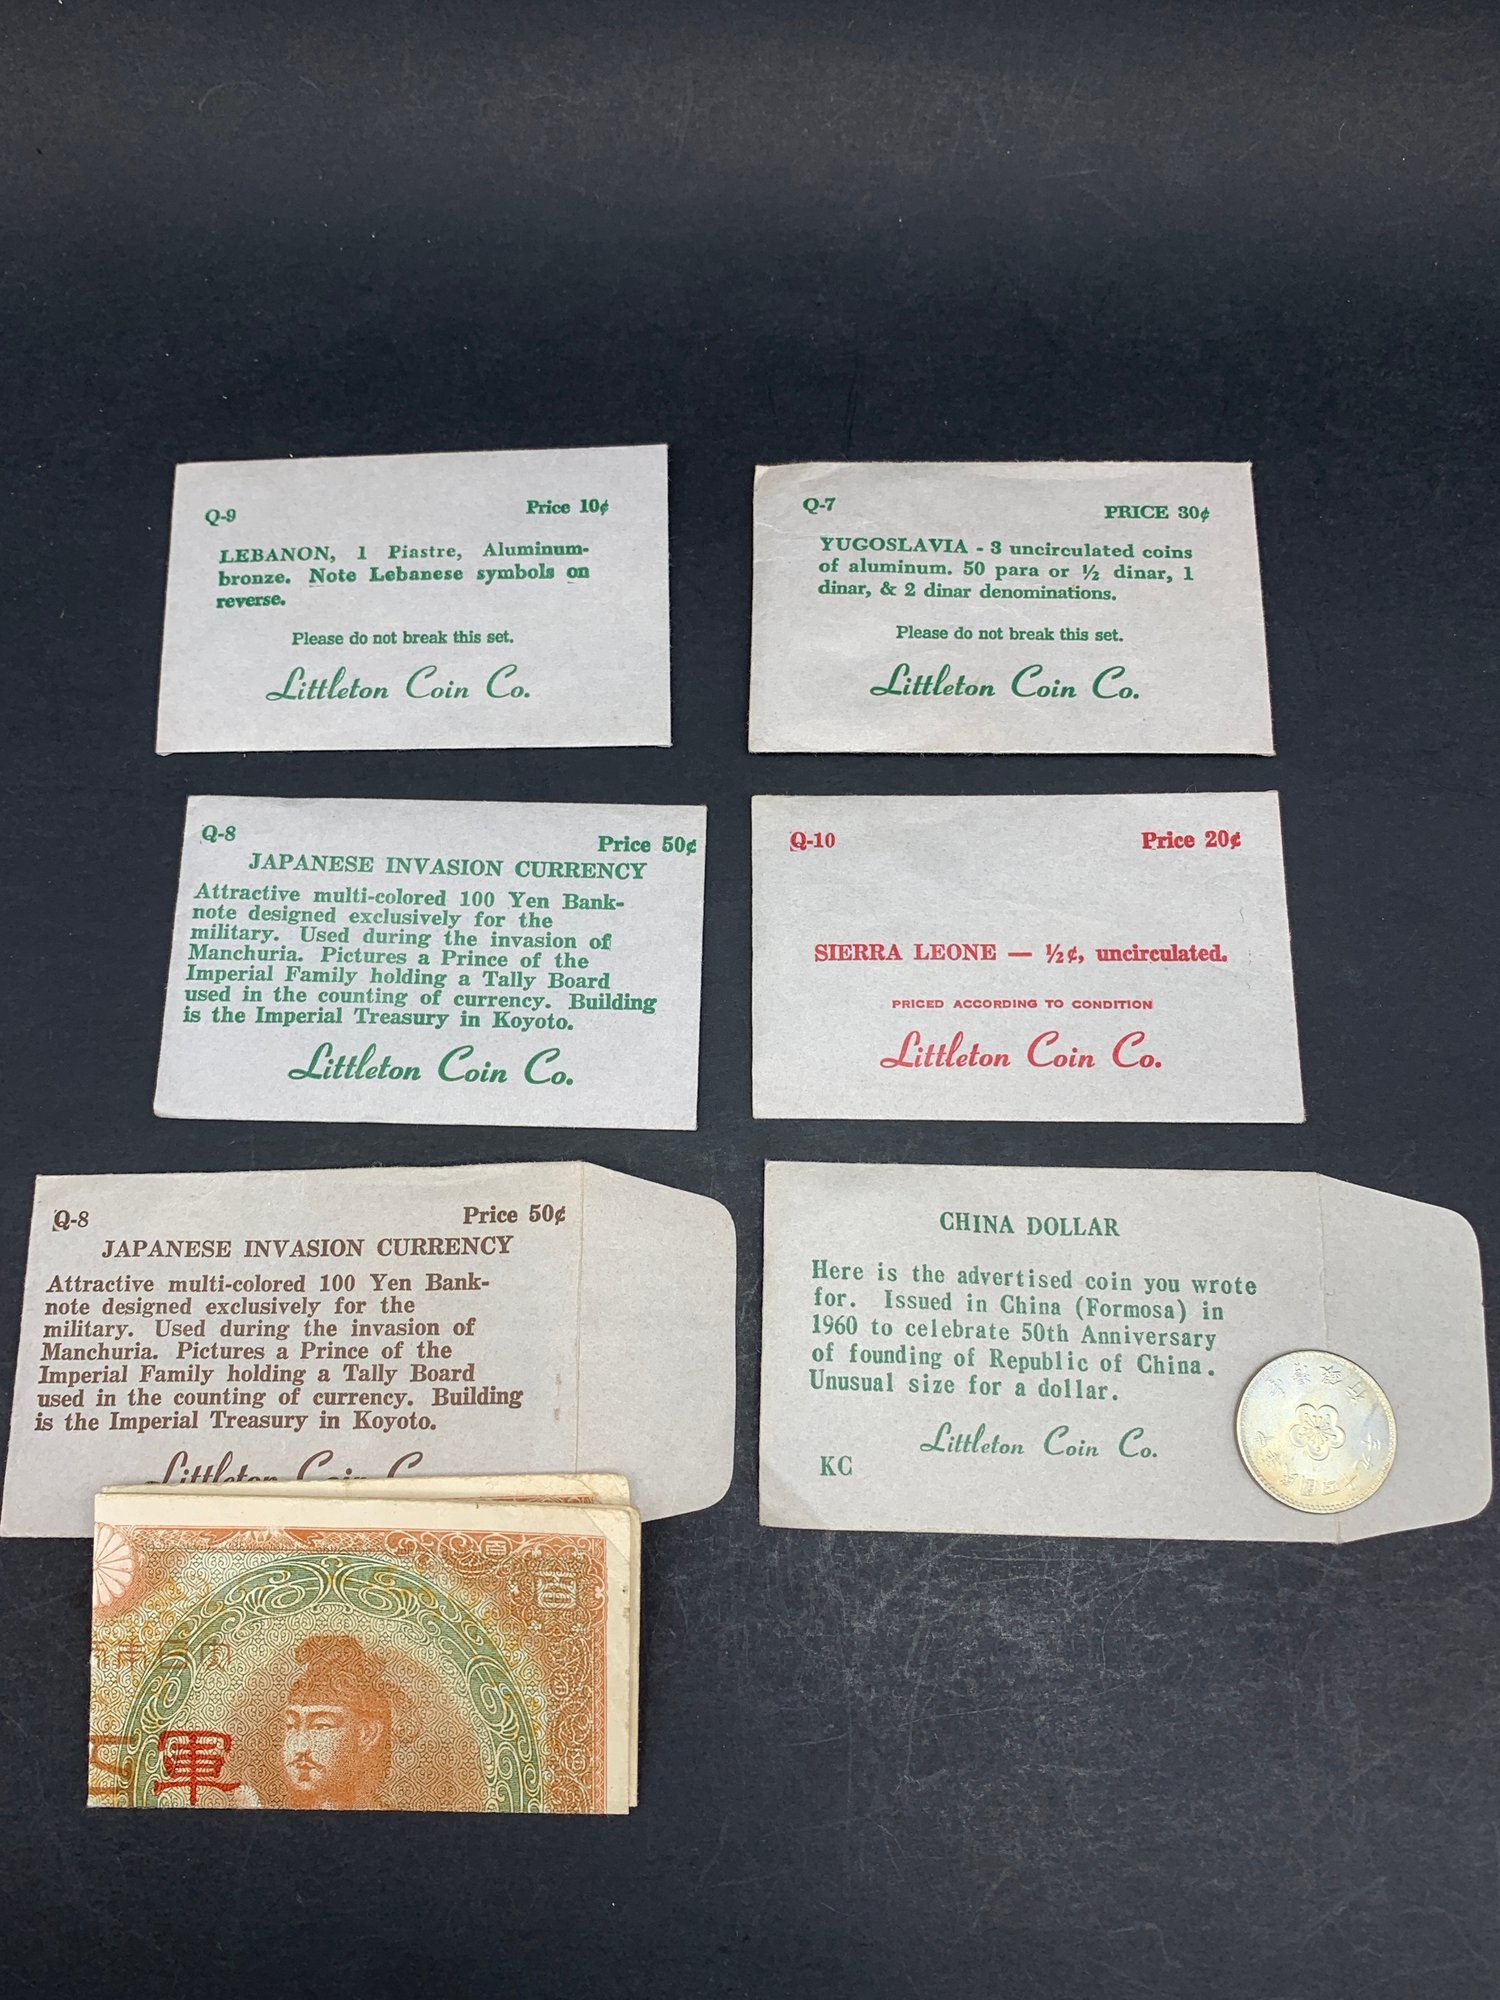 Q-9 Price 10¢
LEBANON, 1 Piastre, Aluminum-
bronze. Note Lebanese symbols on
reverse.
Please do not break this set.
Littleton Coin Co.
Q-7 PRICE 30¢
YUGOSLAVIA - 3 uncirculated coins
of aluminum. 50 para or ½ dinar, 1
dinar, & 2 dinar denominations.
Please do not break this set.
Littleton Coin Co.
Q-8 Price 50¢
JAPANESE INVASION CURRENCY
Attractive multi-colored 100 Yen Bank-
note designed exclusively for the
military. Used during the invasion of
Manchuria. Pictures a Prince of the
Imperial Family holding a Tally Board
used in the counting of currency. Building
is the Imperial Treasury in Koyoto.
Littleton Coin Co.
Q-10 Price 20¢
SIERRA LEONE — ½¢, uncirculated.
PRICED ACCORDING TO CONDITION
Littleton Coin Co.
Q-8 Price 50¢
JAPANESE INVASION CURRENCY
Attractive multi-colored 100 Yen Bank-
note designed exclusively for the
military. Used during the invasion of
Manchuria. Pictures a Prince of the
Imperial Family holding a Tally Board
used in the counting of currency. Building
is the Imperial Treasury in Koyoto.
Littleton Coin C
百
軍
CHINA DOLLAR
Here is the advertised coin you wrote
for. Issued in China (Formosa) in
1960 to celebrate 50th Anniversary
of founding of Republic of China.
Unusual size for a dollar.
Littleton Coin Co.
KC